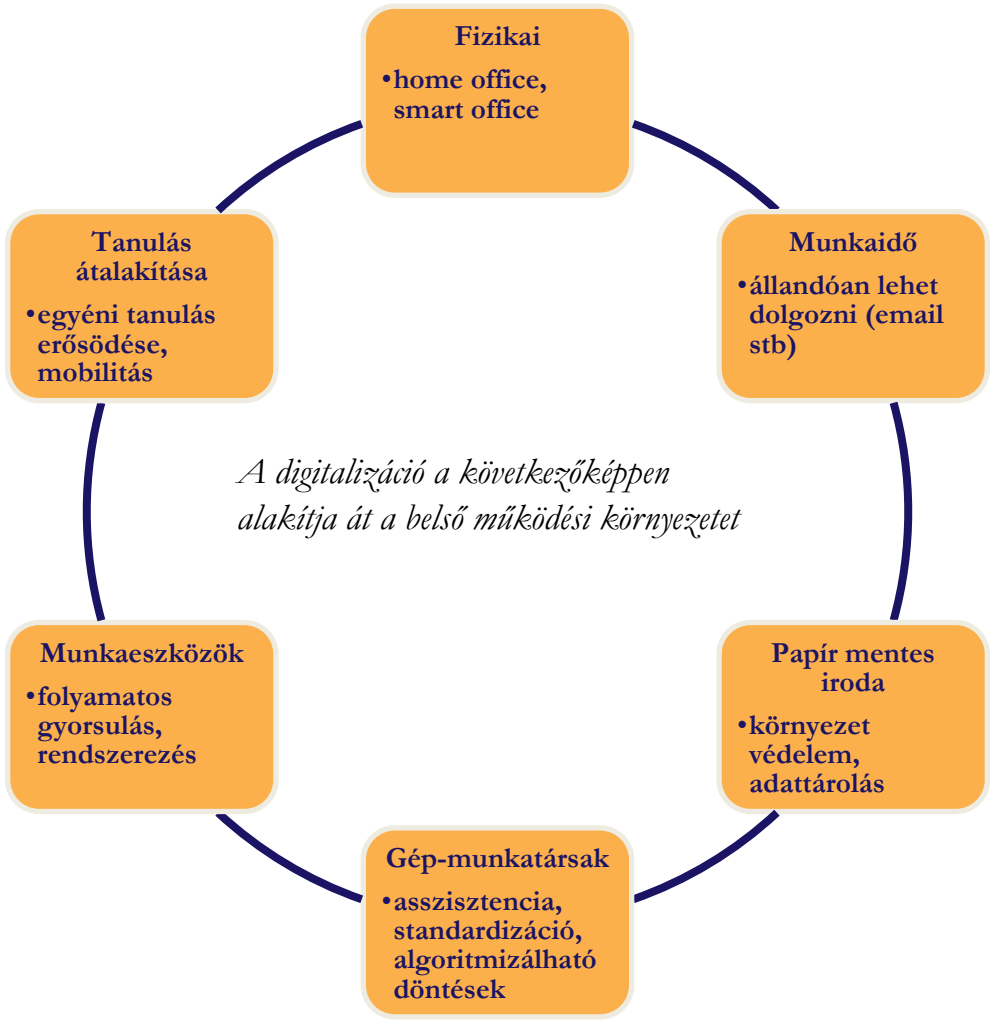 Fizikai
•home office,
smart office
Munkaidő
•állandóan lehet
dolgozni (email
stb)
Papír mentes
iroda
•környezet
védelem,
adattárolás
Gép-munkatársak
•asszisztencia,
standardizáció,
algoritmizálható
döntések
Munkaeszközök
•folyamatos
gyorsulás,
rendszerezés
Tanulás
átalakítása
•egyéni tanulás
erősödése,
mobilitás
A digitalizáció a következőképpen
alakítja át a belső működési környezetet